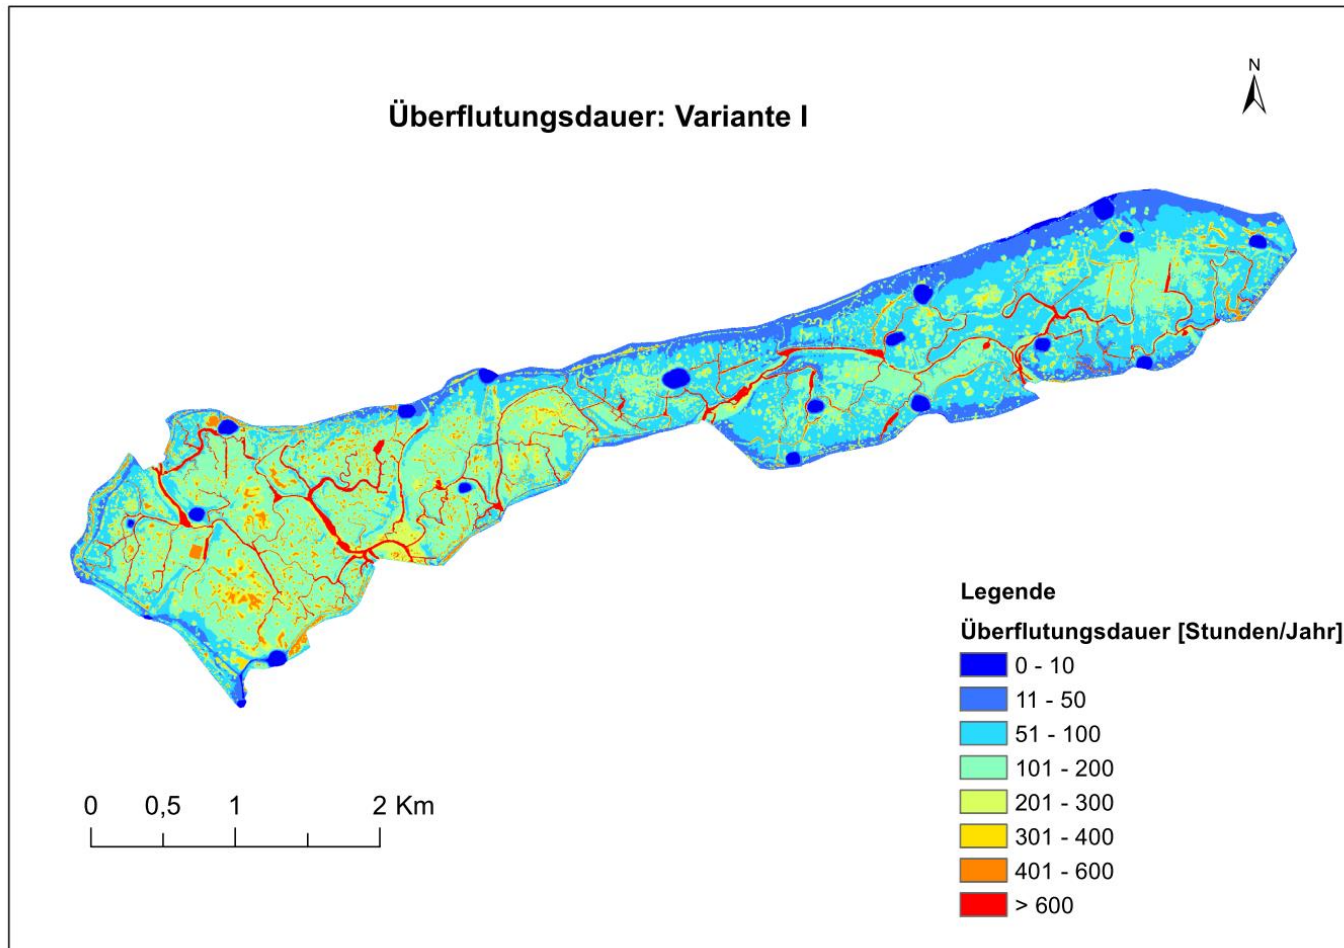 N
Überflutungsdauer: Variante I
Legende
Überflutungsdauer [Stunden/Jahr]
0 - 10
11 - 50
51 - 100
101 - 200
201 - 300
301 - 400
401 - 600
> 600
0 0,5 1 2 Km